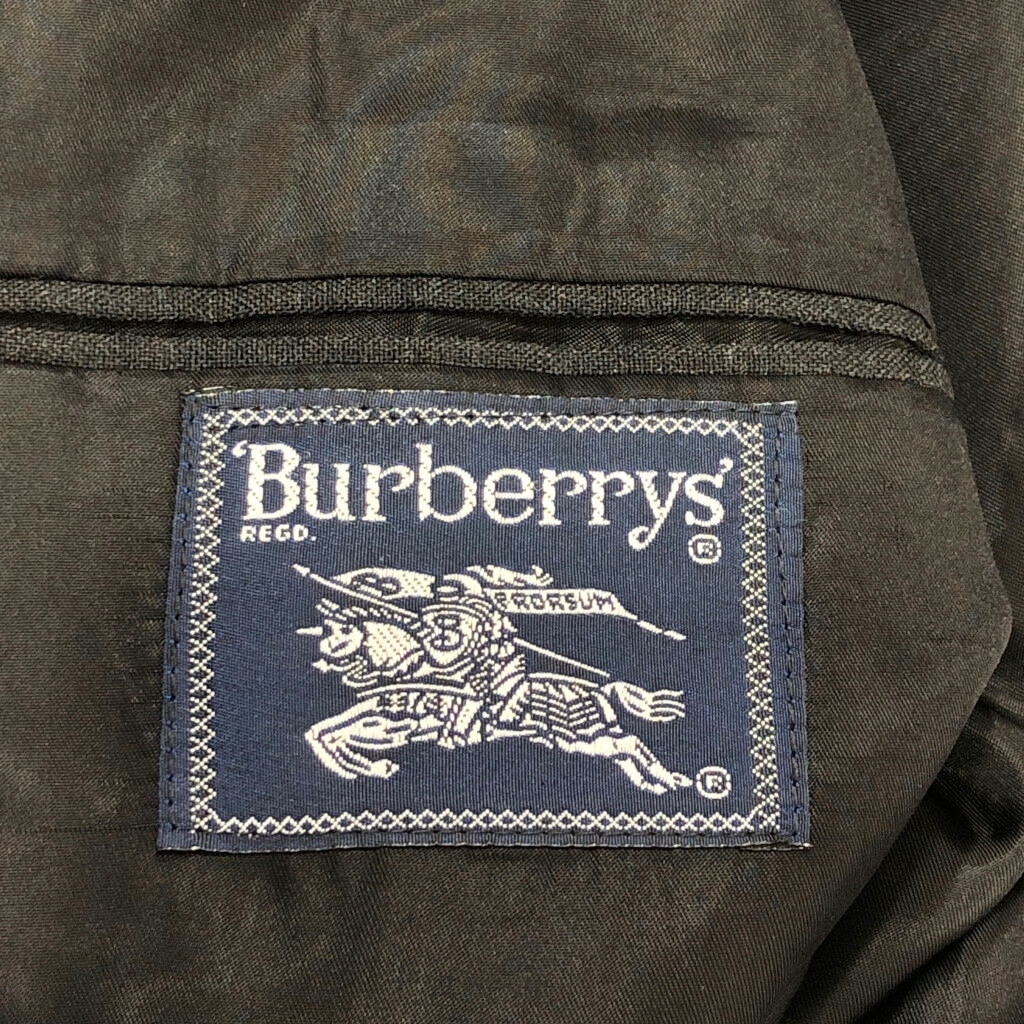 'Burberrys'
REGD.
®
PRORSUM
®